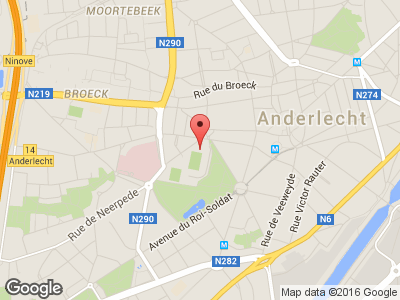 MOORTEBEEK
N290
Ninove
M
Rue du Broeck
N219
BROECK
N274
Anderlecht
14
Anderlecht
M
Rue de Neerpede
N290
Avenue du Roi-Soldat
Rue de Veeweyde
Rue Victor Rauter
N6
M
N282
Google
Map data ©2016 Google